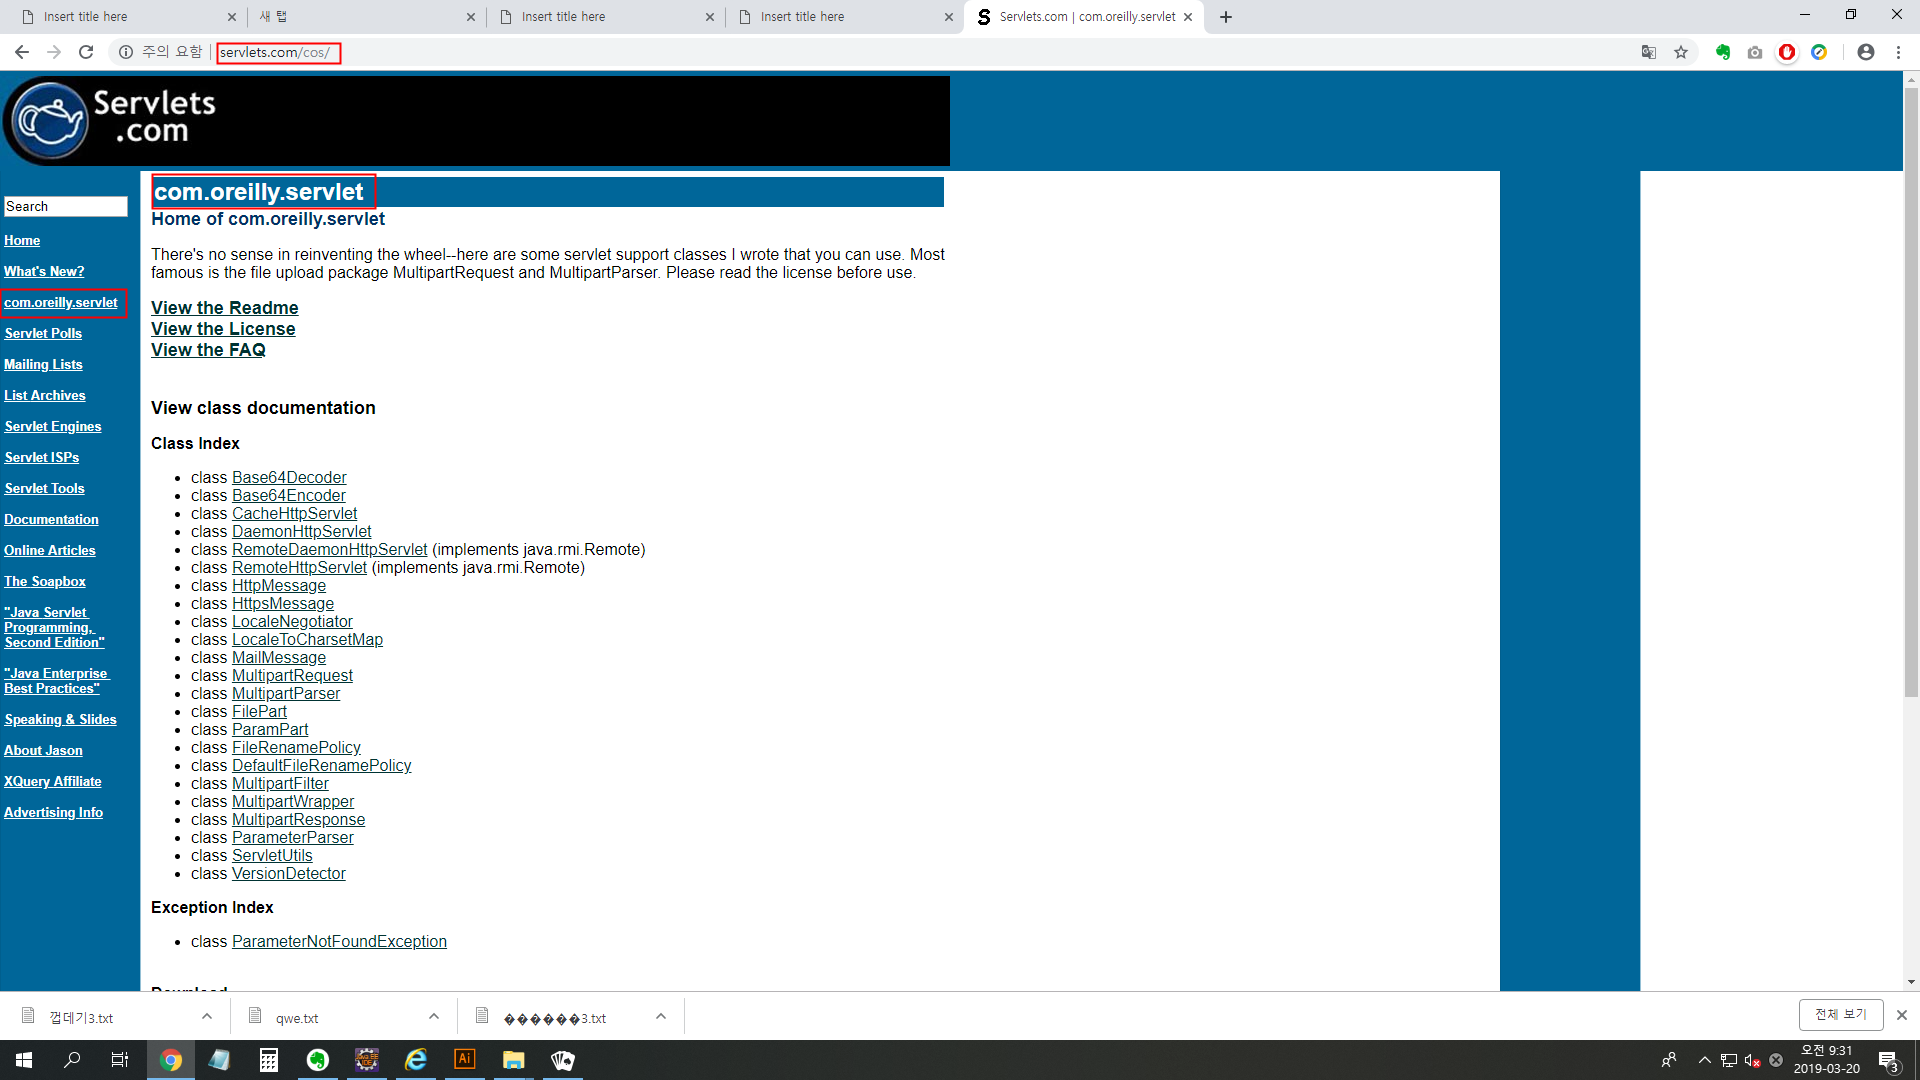 Insert title here
새 탭
Insert title here
Insert title here
Servlets.com | com.oreilly.servlet
주의 요함
servlets.com/cos/
Servlets
.com
com.oreilly.servlet
Home of com.oreilly.servlet
There's no sense in reinventing the wheel--here are some servlet support classes I wrote that you can use. Most
famous is the file upload package MultipartRequest and MultipartParser. Please read the license before use.
View the Readme
View the License
View the FAQ
View class documentation
Class Index
• class Base64Decoder
• class Base64Encoder
• class CacheHttpServlet
• class DaemonHttpServlet
• class RemoteDaemonHttpServlet (implements java.rmi.Remote)
• class RemoteHttpServlet (implements java.rmi.Remote)
• class HttpMessage
• class HttpsMessage
• class LocaleNegotiator
• class LocaleToCharsetMap
• class MailMessage
• class MultipartRequest
• class MultipartParser
• class FilePart
• class ParamPart
• class FileRenamePolicy
• class DefaultFileRenamePolicy
• class MultipartFilter
• class MultipartWrapper
• class MultipartResponse
• class ParameterParser
• class ServletUtils
• class VersionDetector
Exception Index
• class ParameterNotFoundException
Download
Search
Home
What's New?
com.oreilly.servlet
Servlet Polls
Mailing Lists
List Archives
Servlet Engines
Servlet ISPs
Servlet Tools
Documentation
Online Articles
The Soapbox
"Java Servlet
Programming,
Second Edition"
"Java Enterprise
Best Practices"
Speaking & Slides
About Jason
XQuery Affiliate
Advertising Info
껍데기3.txt
qwe.txt
������3.txt
전체 보기
Ai
오전 9:31
2019-03-20
3